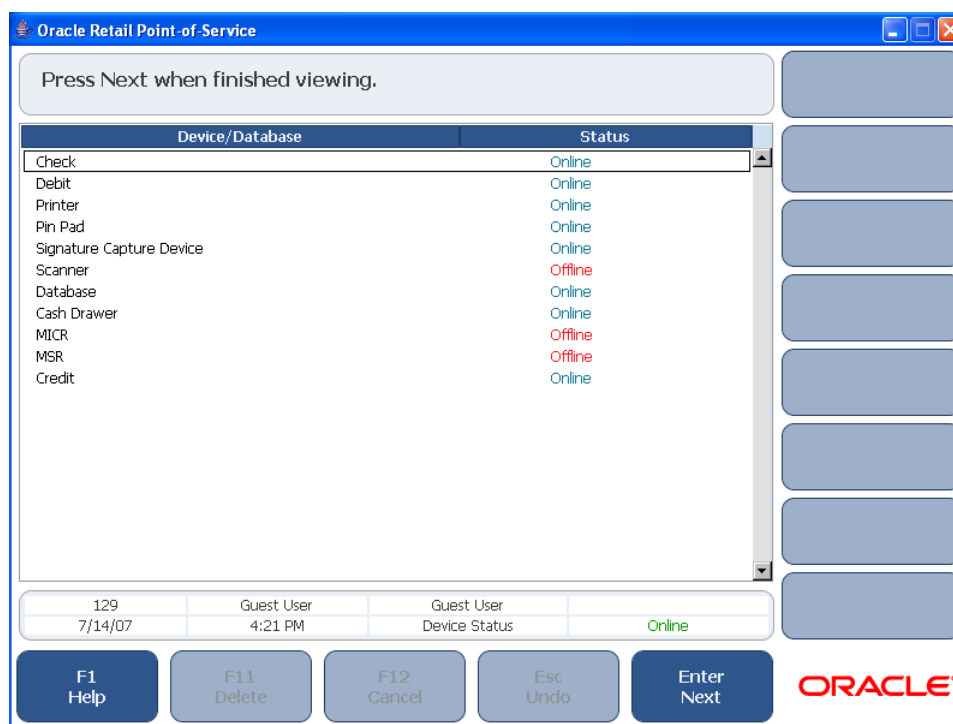 Oracle Retail Point-of-Service
Press Next when finished viewing.
Device/Database Status
Check Online
Debit Online
Printer Online
Pin Pad Online
Signature Capture Device Online
Scanner Offline
Database Online
Cash Drawer Online
MICR Offline
MSR Offline
Credit Online
129 Guest User Guest User
7/14/07 4:21 PM Device Status Online
F1 F11 F12 Esc Enter
Help Delete Cancel Undo Next
ORACLE